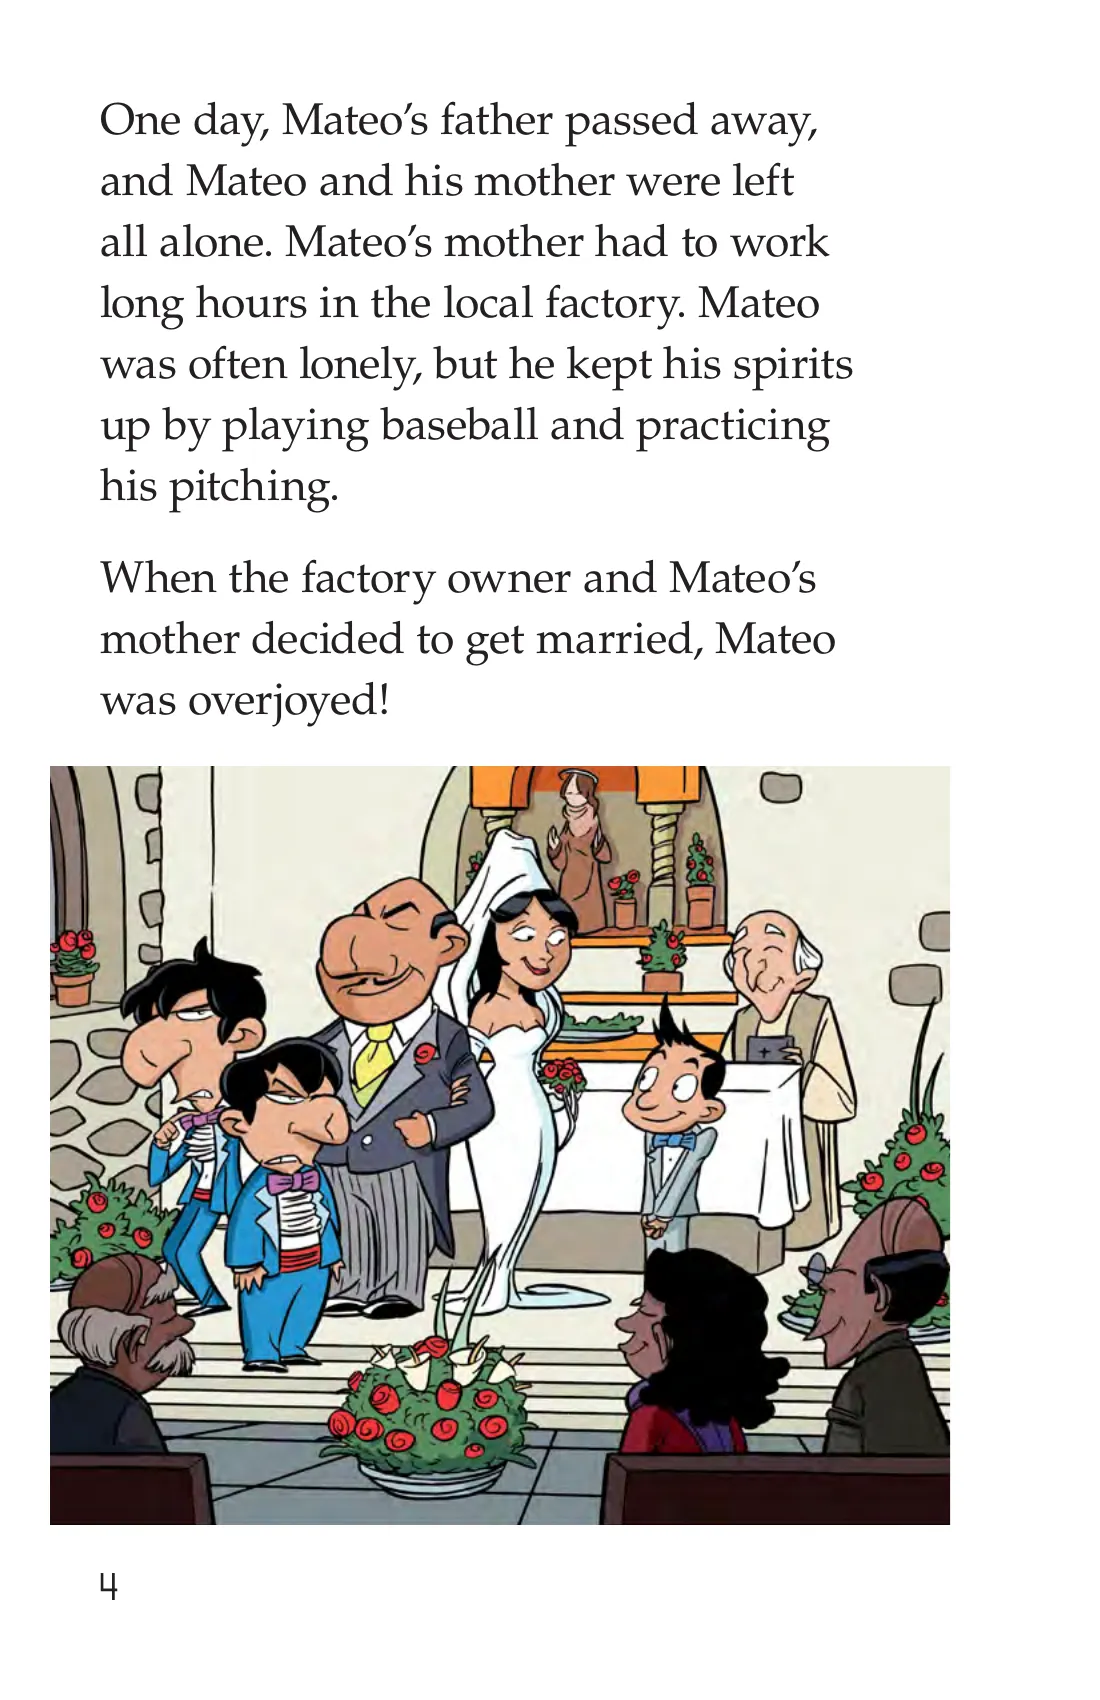 One day, Mateo’s father passed away,
and Mateo and his mother were left
all alone. Mateo’s mother had to work
long hours in the local factory. Mateo
was often lonely, but he kept his spirits
up by playing baseball and practicing
his pitching.
When the factory owner and Mateo’s
mother decided to get married, Mateo
was overjoyed!
4